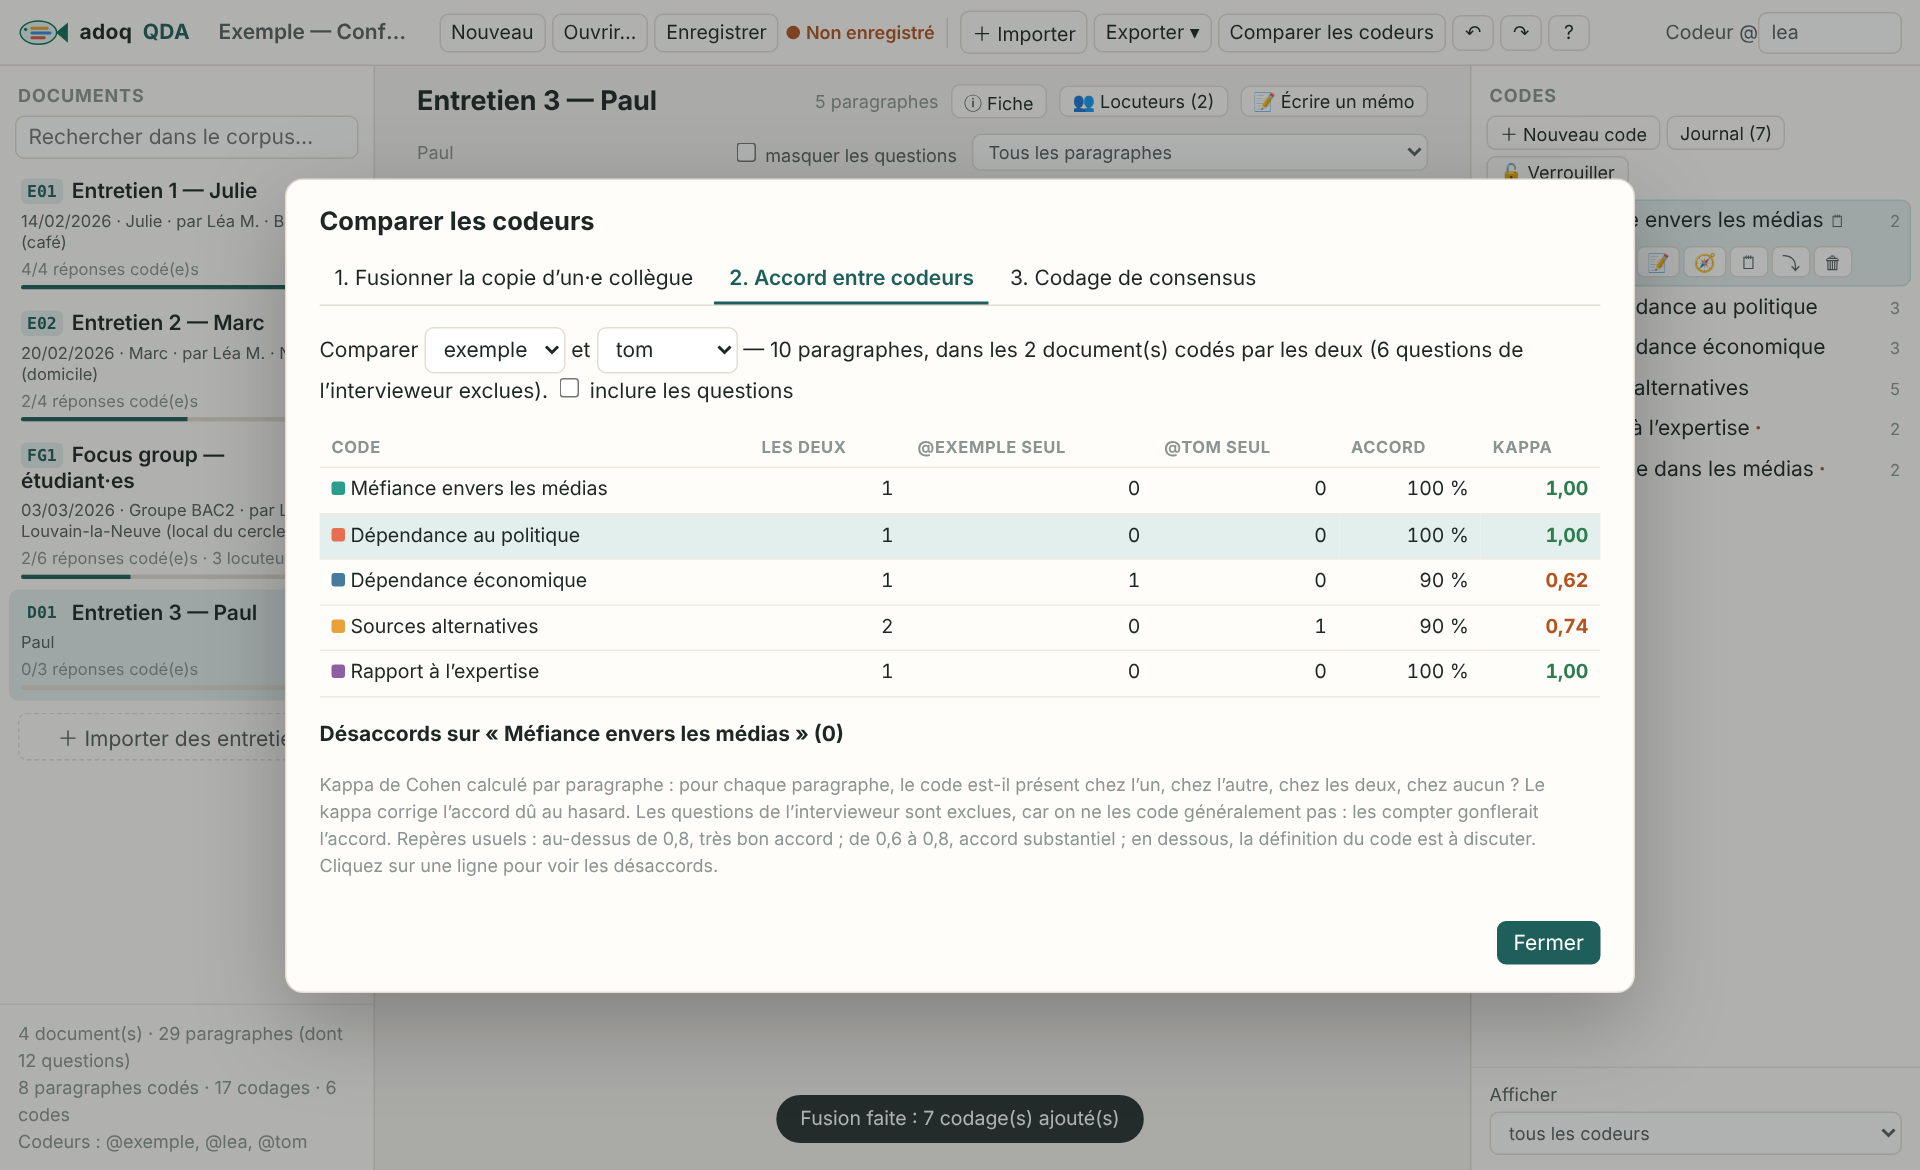 adoq QDA Exemple — Conf... Nouveau Ouvrir... Enregistrer Non enregistré + Importer Exporter ▾ Comparer les codeurs ↶ ↷ ? Codeur @ lea
DOCUMENTS
Rechercher dans le corpus...
E01 Entretien 1 — Julie
14/02/2026 · Julie · par Léa M. · B
(café)
4/4 réponses codé(e)s
E02 Entretien 2 — Marc
20/02/2026 · Marc · par Léa M. · N
(domicile)
2/4 réponses codé(e)s
FG1 Focus group —
étudiant·es
03/03/2026 · Groupe BAC2 · par L
Louvain-la-Neuve (local du cercle
2/6 réponses codé(e)s · 3 locuteu
D01 Entretien 3 — Paul
Paul
0/3 réponses codé(e)s
+ Importer des entretie
4 document(s) · 29 paragraphes (dont
12 questions)
8 paragraphes codés · 17 codages · 6
codes
Codeurs : @exemple, @lea, @tom
Entretien 3 — Paul 5 paragraphes ⓘ Fiche 👥 Locuteurs (2) 📝 Écrire un mémo
Paul masquer les questions Tous les paragraphes
Comparer les codeurs
1. Fusionner la copie d’un·e collègue 2. Accord entre codeurs 3. Codage de consensus
Comparer exemple et tom — 10 paragraphes, dans les 2 document(s) codés par les deux (6 questions de
l’intervieweur exclues). inclure les questions
CODE LES DEUX @EXEMPLE SEUL @TOM SEUL ACCORD KAPPA
Méfiance envers les médias 1 0 0 100 % 1,00
Dépendance au politique 1 0 0 100 % 1,00
Dépendance économique 1 1 0 90 % 0,62
Sources alternatives 2 0 1 90 % 0,74
Rapport à l’expertise 1 0 0 100 % 1,00
Désaccords sur « Méfiance envers les médias » (0)
Kappa de Cohen calculé par paragraphe : pour chaque paragraphe, le code est-il présent chez l’un, chez l’autre, chez les deux, chez aucun ? Le
kappa corrige l’accord dû au hasard. Les questions de l’intervieweur sont exclues, car on ne les code généralement pas : les compter gonflerait
l’accord. Repères usuels : au-dessus de 0,8, très bon accord ; de 0,6 à 0,8, accord substantiel ; en dessous, la définition du code est à discuter.
Cliquez sur une ligne pour voir les désaccords.
Fermer
Fusion faite : 7 codage(s) ajouté(s)
CODES
+ Nouveau code Journal (7)
🔓 Verrouiller
e envers les médias 2
dance au politique 3
dance économique 3
alternatives 5
à l’expertise · 2
e dans les médias · 2
Afficher
tous les codeurs